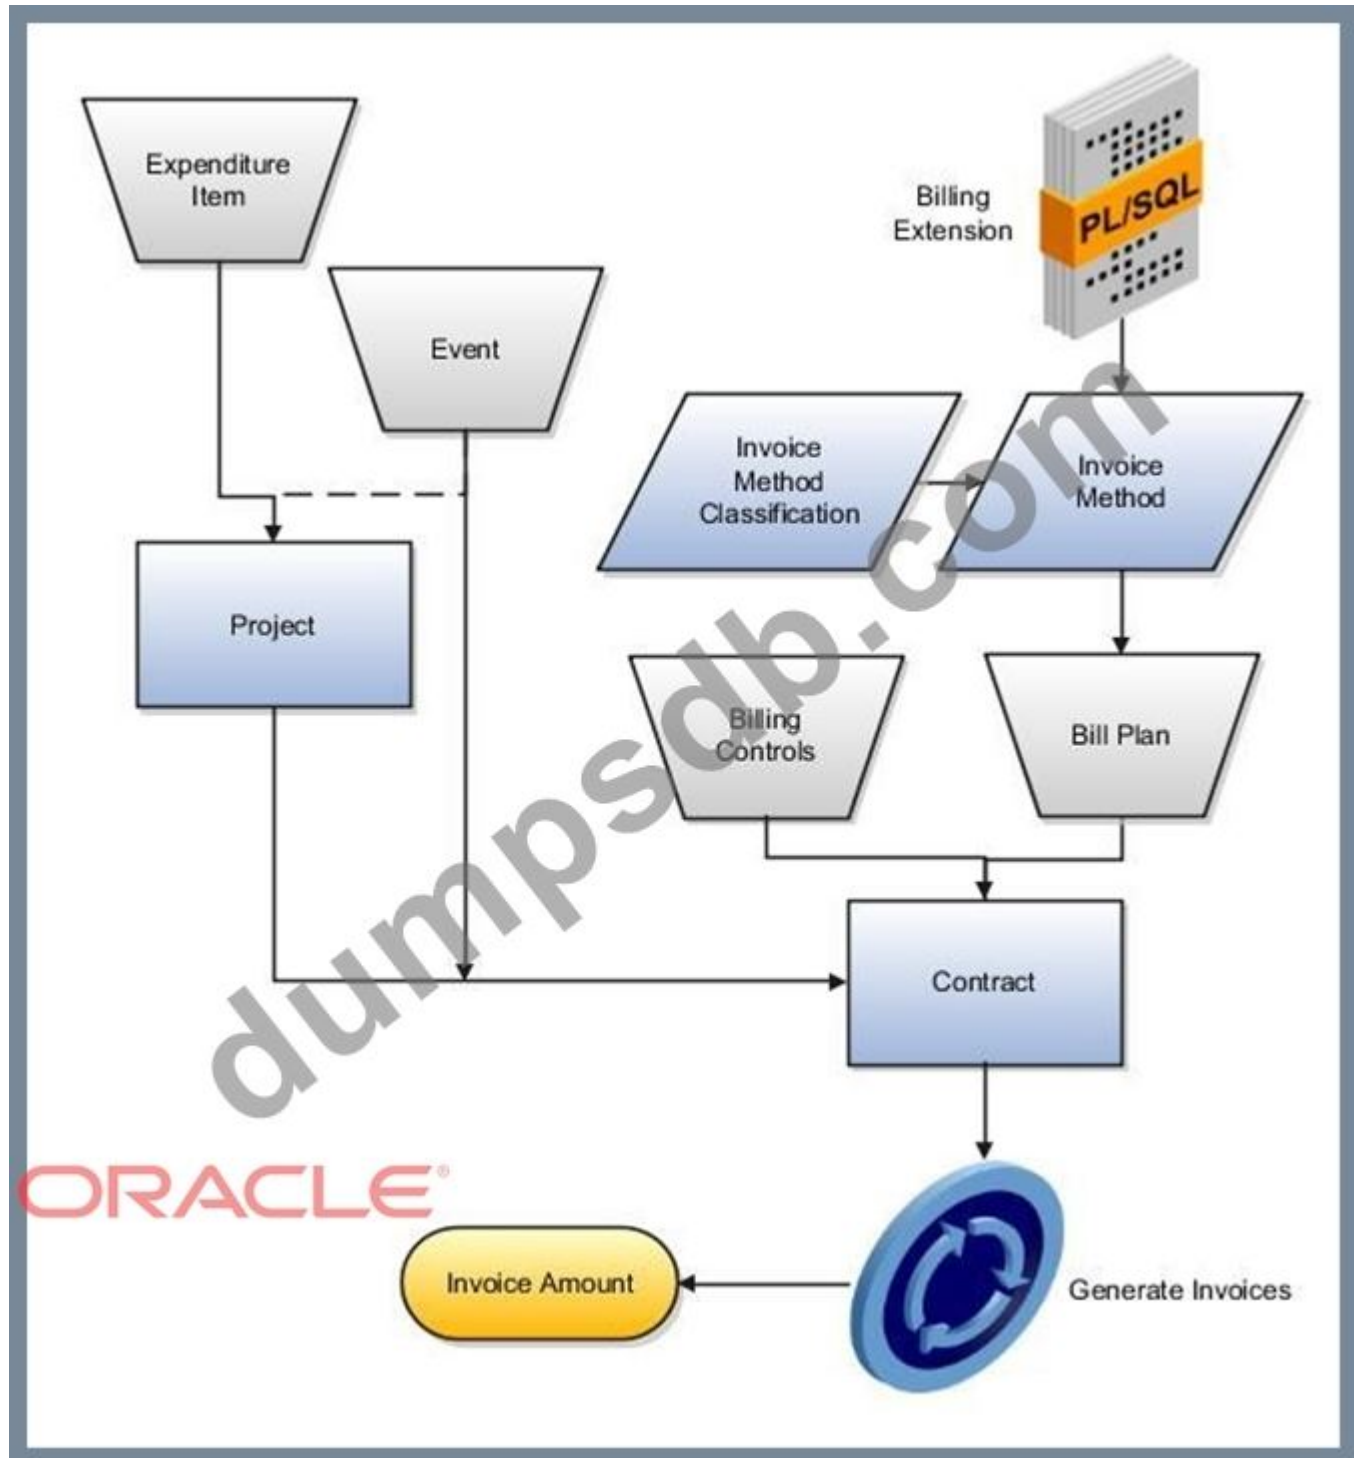 Expenditure
Item
Event
Billing
Extension
PL/SQL
Invoice
Method
Classification
Invoice
Method
Project
Billing
Controls
Bill Plan
Contract
Generate Invoices
Invoice Amount
ORACLE®
dumpsdb.com